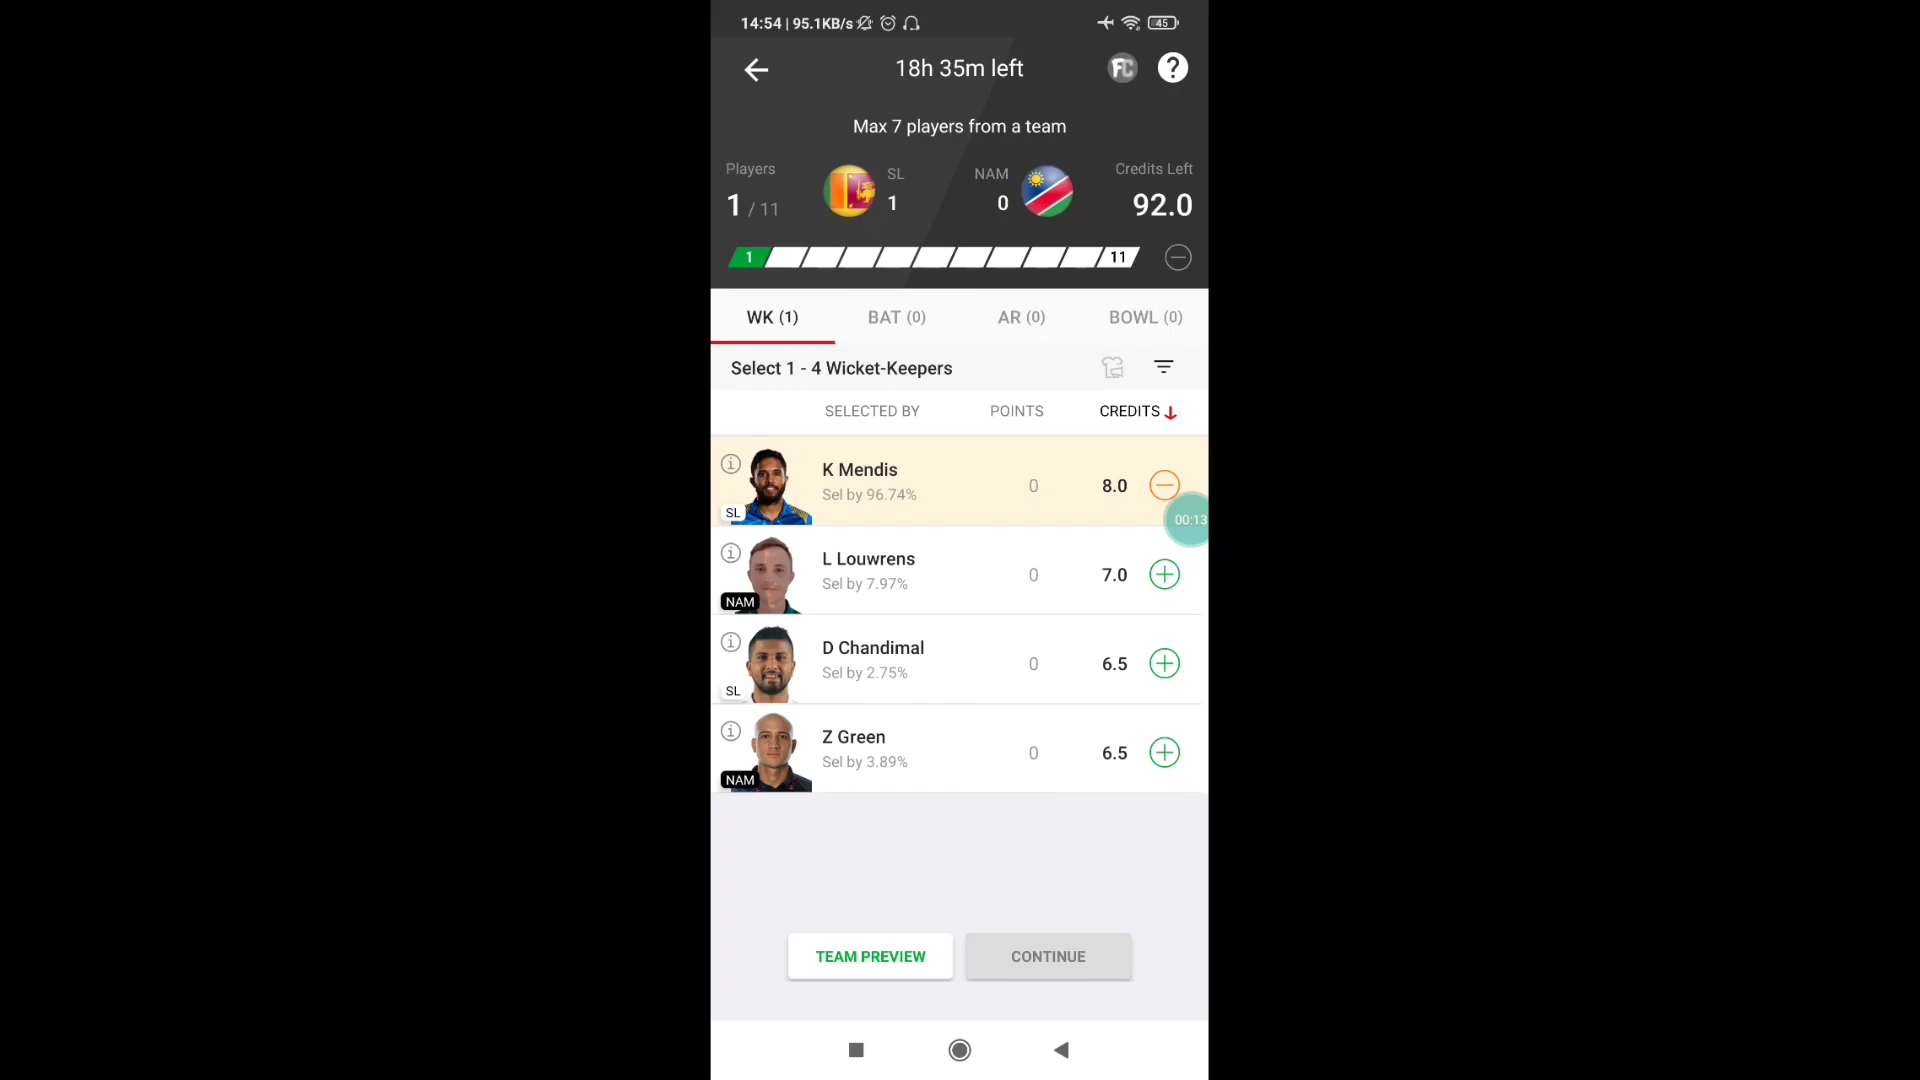 14:54 | 95.1KB/s 45
18h 35m left FC ?
Max 7 players from a team
Players SL NAM Credits Left
1 / 11 1 0 92.0
1 11
WK (1) BAT (0) AR (0) BOWL (0)
Select 1 - 4 Wicket-Keepers
SELECTED BY POINTS CREDITS
K Mendis
Sel by 96.74% 0 8.0
SL
00:13
L Louwrens
Sel by 7.97% 0 7.0
NAM
D Chandimal
Sel by 2.75% 0 6.5
SL
Z Green
Sel by 3.89% 0 6.5
NAM
TEAM PREVIEW CONTINUE